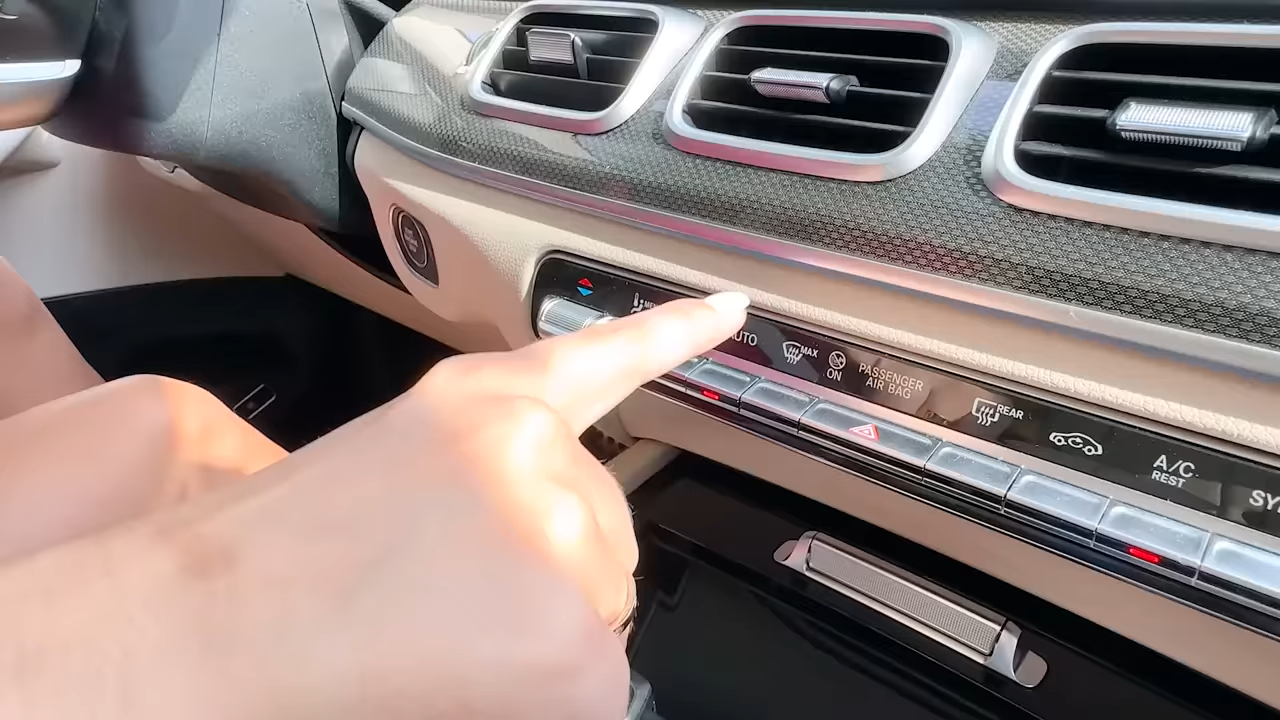 AUTO
MAX
ON
PASSENGER
AIR BAG
REAR
A/C
REST